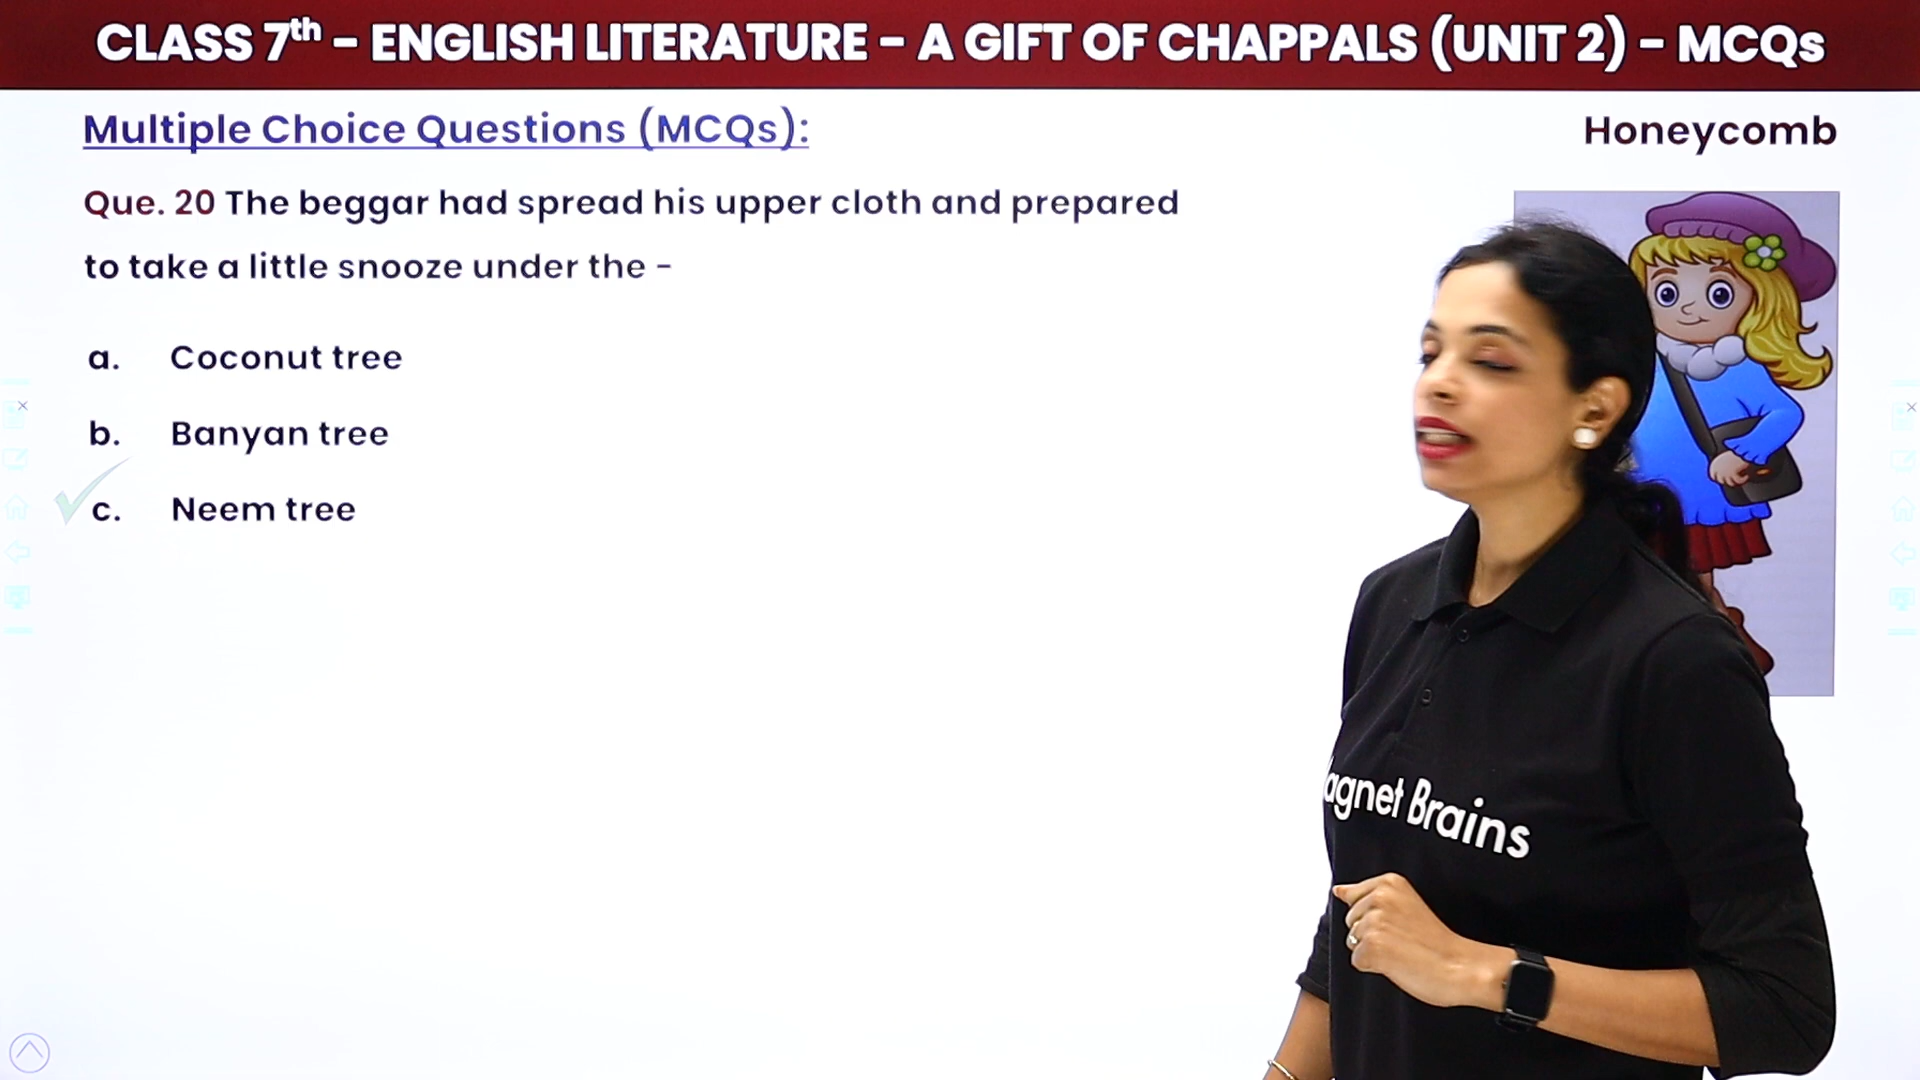 CLASS 7th - ENGLISH LITERATURE - A GIFT OF CHAPPALS (UNIT 2) - MCQs
Multiple Choice Questions (MCQs):
Honeycomb
Que. 20 The beggar had spread his upper cloth and prepared
to take a little snooze under the -
a. Coconut tree
b. Banyan tree
c. Neem tree
agnet Brains